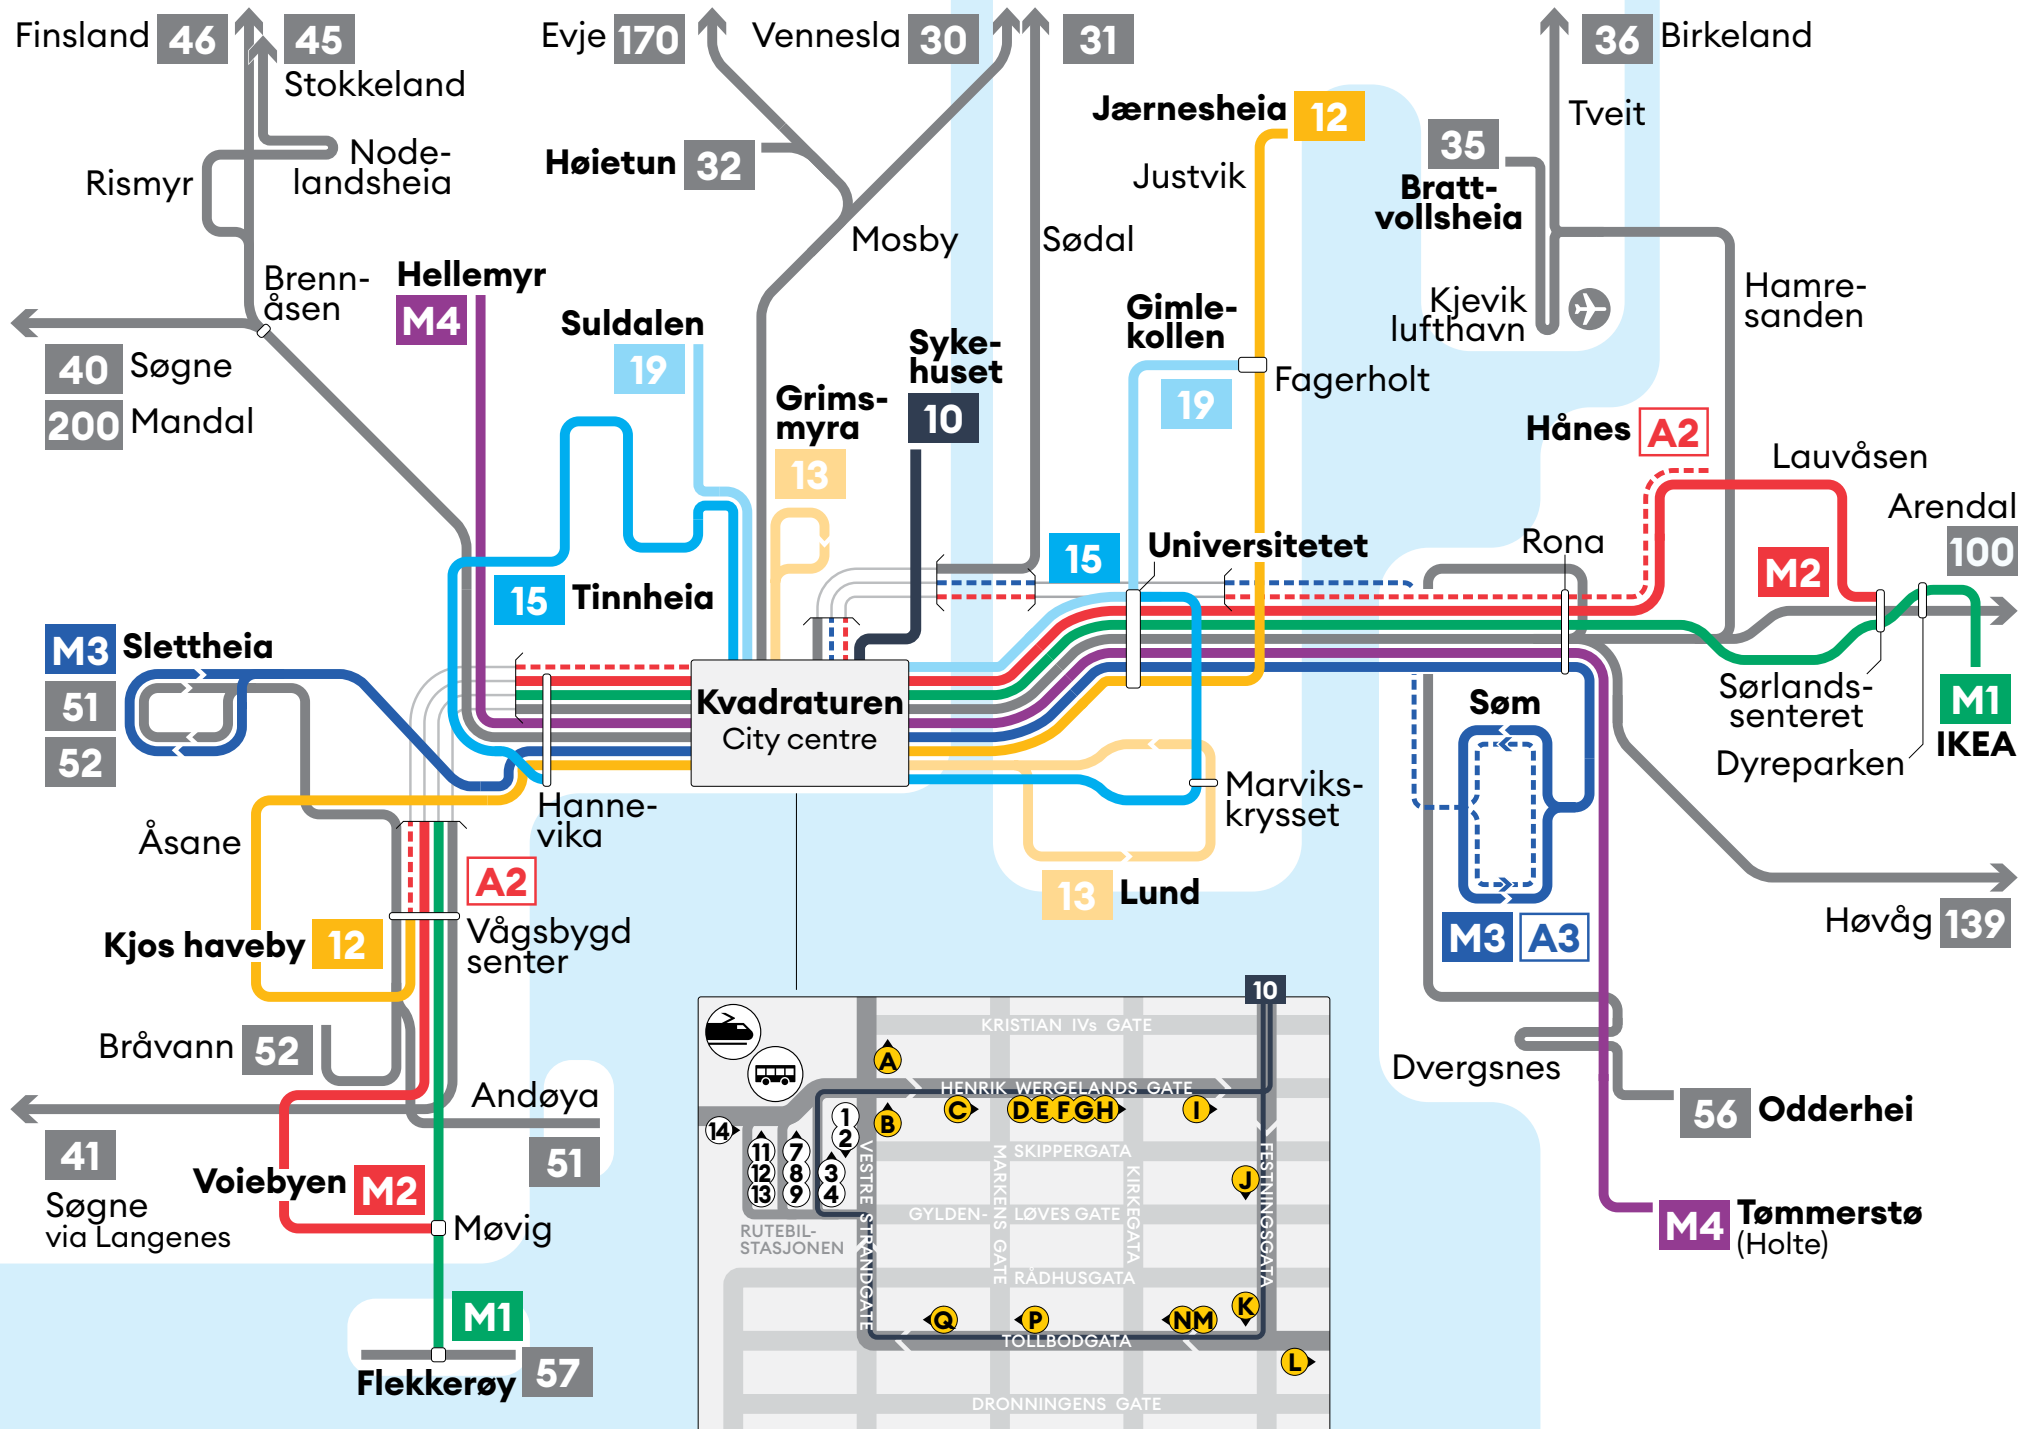 Finsland 46
45
Stokkeland
Evje 170
Vennesla 30
31
36 Birkeland
Tveit
Jærnesheia 12
Justvik
35
Bratt-
vollsheia
Node-
landsheia
Rismyr
Høietun 32
Mosby
Sødal
Brenn-
åsen
Hellemyr
M4
Suldalen
19
Syke-
huset
10
Grims-
myra
13
Gimle-
kollen
19
Fagerholt
Kjevik
lufthavn
Hamre-
sanden
40 Søgne
200 Mandal
Hånes A2
Lauvåsen
Arendal
100
15
Universitetet
Rona
M2
15 Tinnheia
M3 Slettheia
51
52
Kvadraturen
City centre
Søm
Sørlands-
senteret
M1
IKEA
Dyreparken
Hanne-
vika
Marviks-
krysset
Åsane
A2
13 Lund
Kjos haveby 12
Vågsbygd
senter
M3 A3
Høvåg 139
Bråvann 52
Andøya
51
Dvergsnes
56 Odderhei
41
Søgne
via Langenes
Voiebyen M2
Møvig
M4 Tømmerstø
(Holte)
M1
Flekkerøy 57
10
KRISTIAN IVs GATE
A
HENRIK WERGELANDS GATE
B
C
D E F G H
I
1
2
14
11
12
13
7
8
9
3
4
SKIPPERGATA
J
GYLDEN- LØVES GATE
RUTEBIL-
STASJONEN
VESTRE STRANDGATE
MARKENS GATE
KIRKEGATA
FESTNINGSGATA
RÅDHUSGATA
Q
P
N M
K
TOLLBODGATA
L
DRONNINGENS GATE